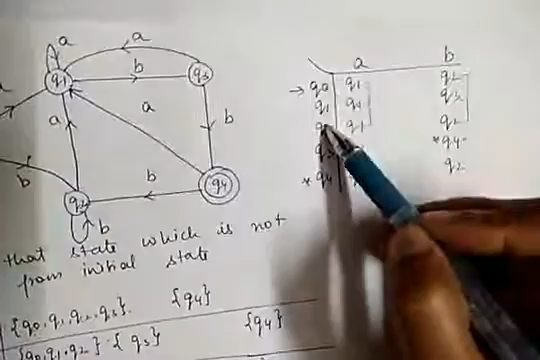 a
a
q1
b
q3
a
a
b
b
b
q2
q4
b
a b
→ q0 q1 q2
q1 q1 q3
q1 q2
*q4
* q4 q2
that state which is not
from initial state
{q0, q1, q2, q3} {q4}
{q0, q1, q2} {q3} {q4}